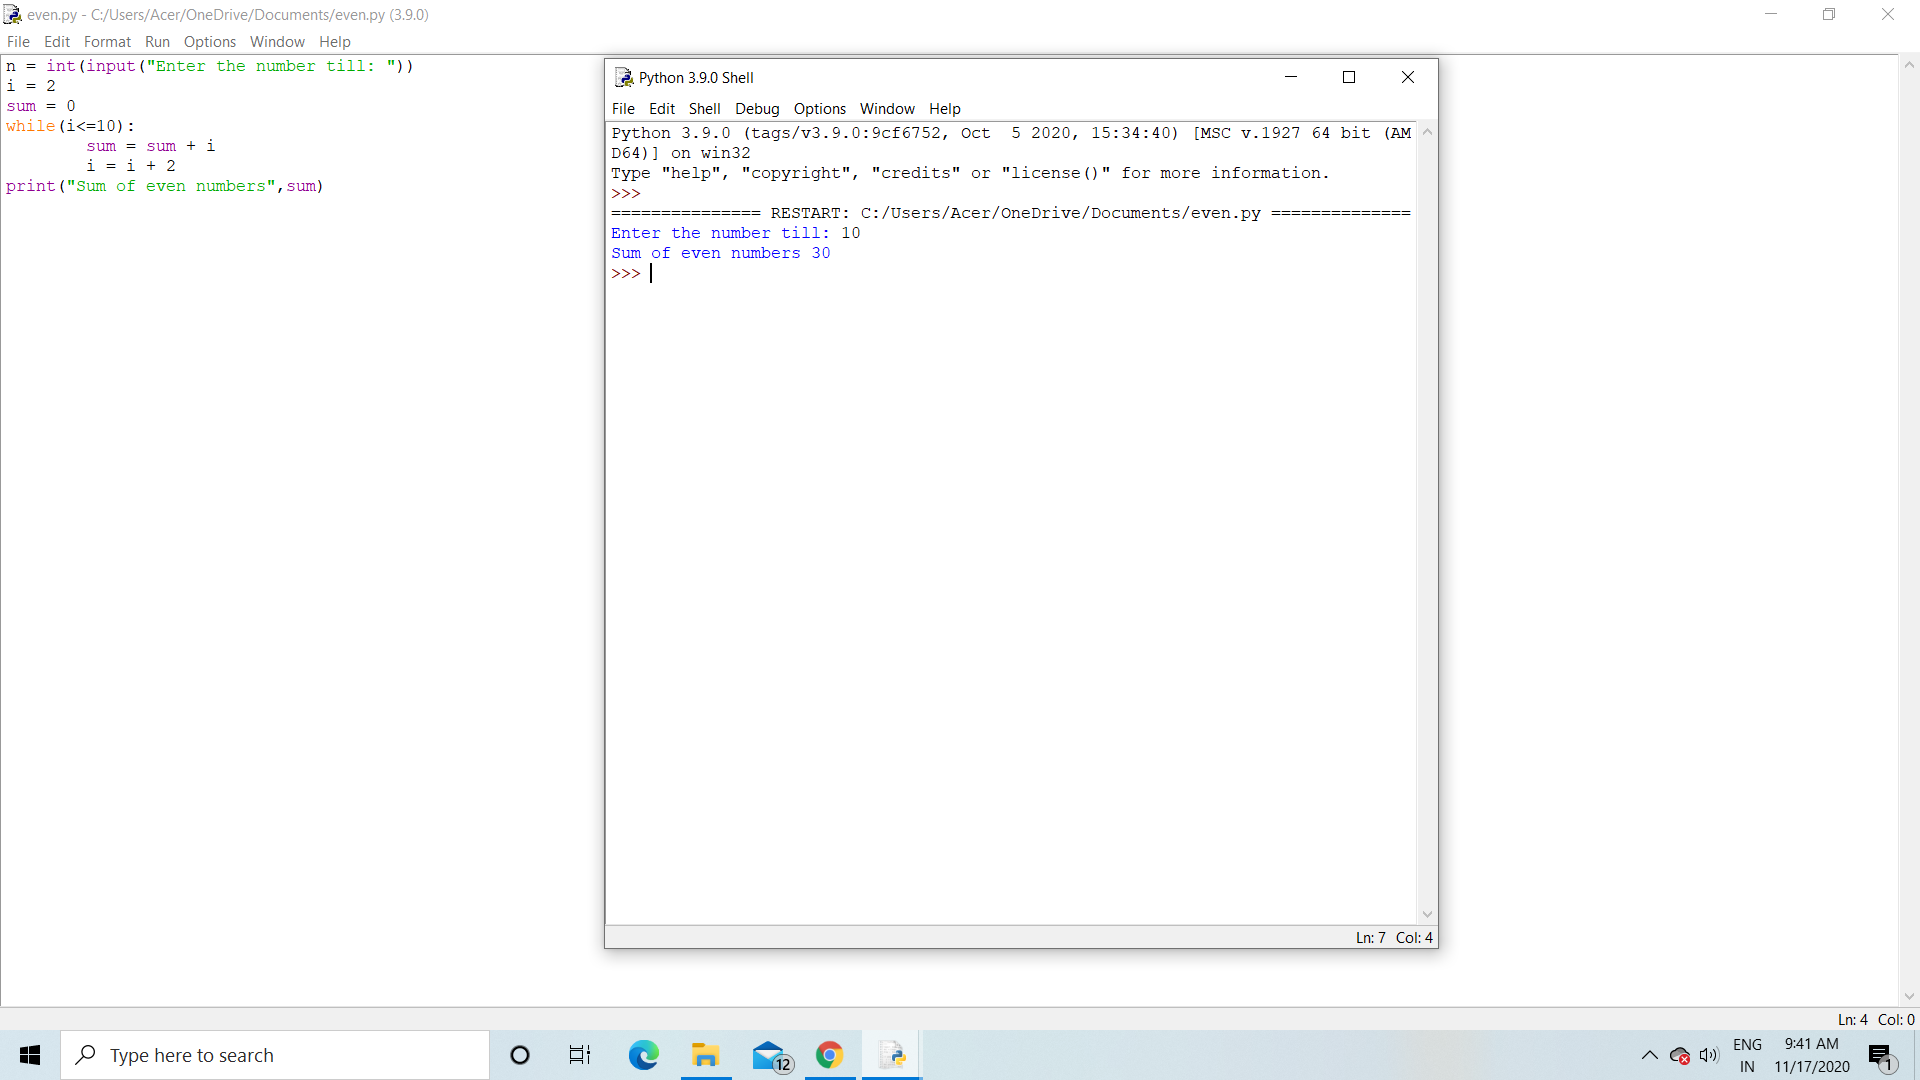 even.py - C:/Users/Acer/OneDrive/Documents/even.py (3.9.0)
File Edit Format Run Options Window Help
n = int(input("Enter the number till: "))
i = 2
sum = 0
while(i<=10):
        sum = sum + i
        i = i + 2
print("Sum of even numbers",sum)
Python 3.9.0 Shell
File Edit Shell Debug Options Window Help
Python 3.9.0 (tags/v3.9.0:9cf6752, Oct  5 2020, 15:34:40) [MSC v.1927 64 bit (AM
D64)] on win32
Type "help", "copyright", "credits" or "license()" for more information.
>>>
=============== RESTART: C:/Users/Acer/OneDrive/Documents/even.py ==============
Enter the number till: 10
Sum of even numbers 30
>>>
Ln: 7 Col: 4
Ln: 4 Col: 0
Type here to search
12
ENG
IN
9:41 AM
11/17/2020
1